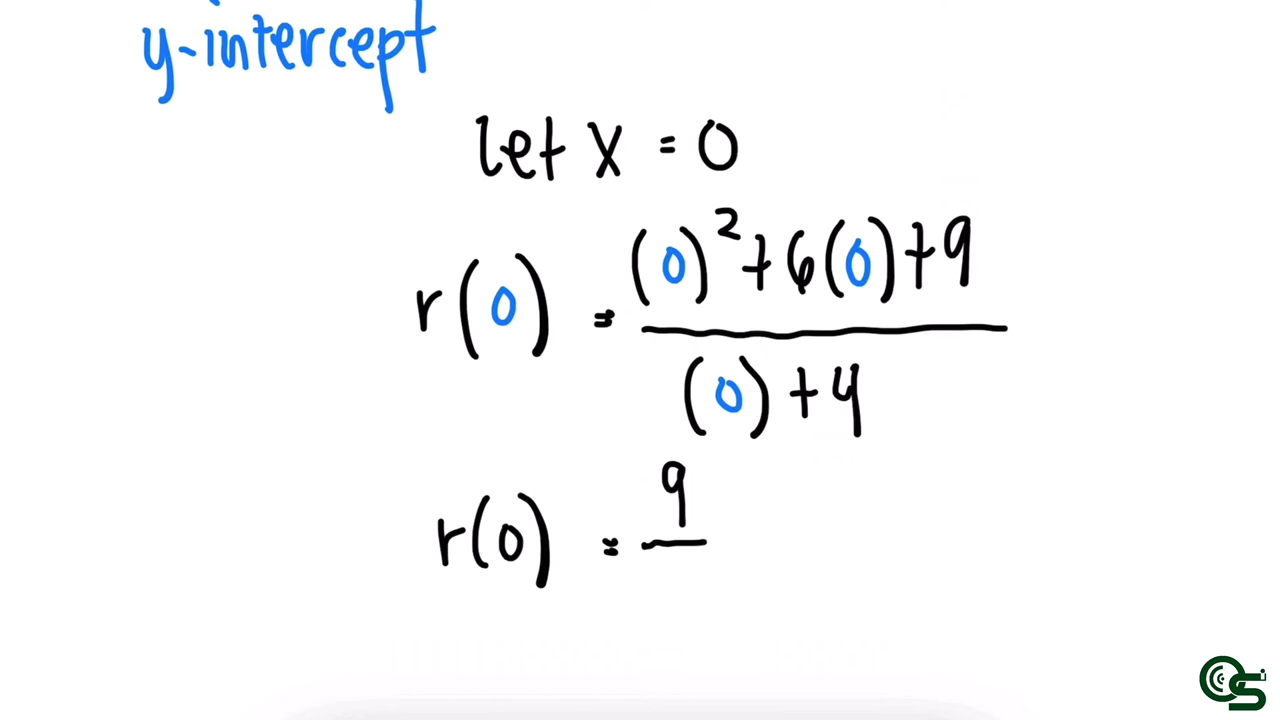 y-intercept
let x = 0
r(0) = (0)²+6(0)+9
(0)+4
r(0) = 9